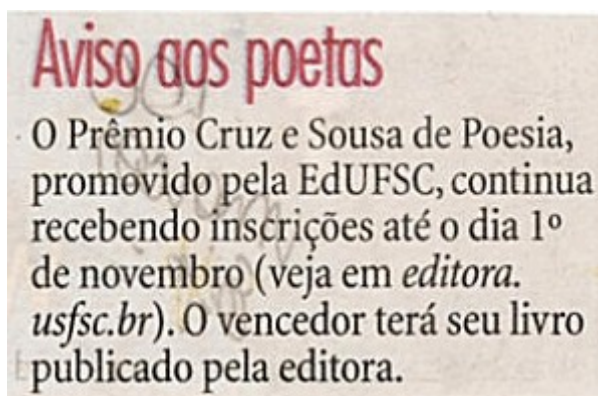 Aviso aos poetas
O Prêmio Cruz e Sousa de Poesia,
promovido pela EdUFSC, continua
recebendo inscrições até o dia 1º
de novembro (veja em editora.
usfsc.br). O vencedor terá seu livro
publicado pela editora.